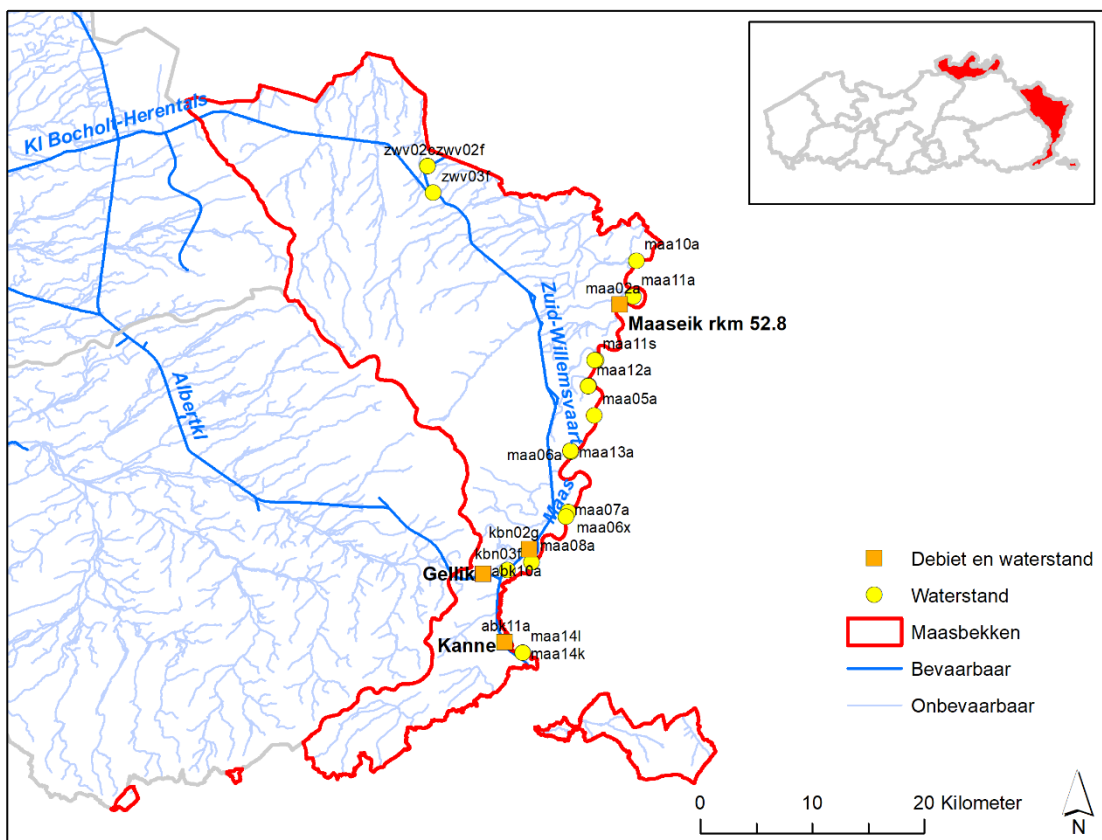 Kl Bocholt-Herentals
zwv02ezwv02f
zwv03f
maa10a
maa11a
maa02a
Maaseik rkm 52.8
Zuid-Willemsvaart
maa11s
maa12a
Albertkl
maa05a
maa06a
maa13a
Maas
maa07a
maa06x
kbn02g
maa08a
kbn03f
Gellik
abk10a
abk11a
Kanne
maa14l
maa14k
Debiet en waterstand
Waterstand
Maasbekken
Bevaarbaar
Onbevaarbaar
0 10 20 Kilometer
N